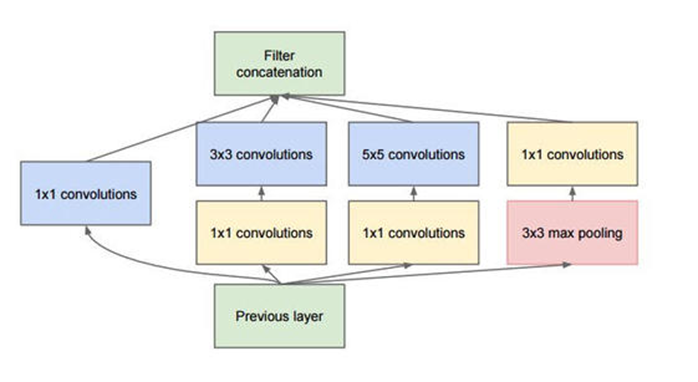 Filter
concatenation
3x3 convolutions
5x5 convolutions
1x1 convolutions
1x1 convolutions
1x1 convolutions
1x1 convolutions
3x3 max pooling
Previous layer